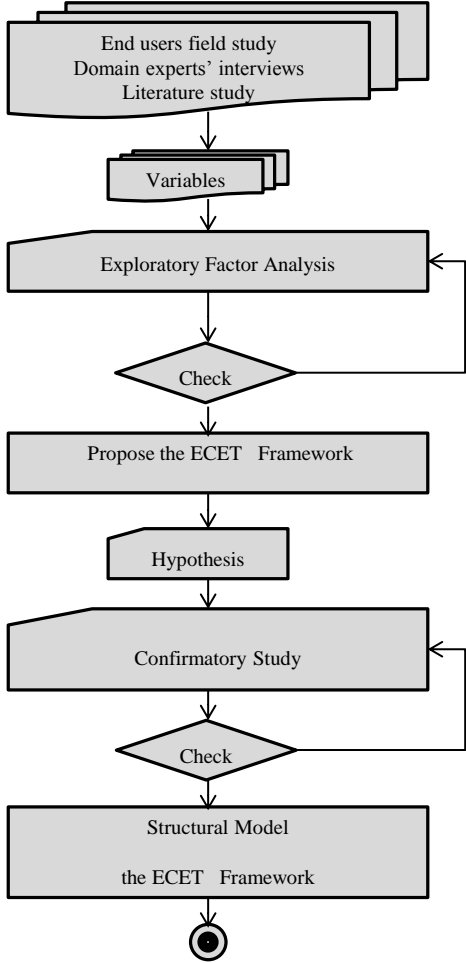 End users field study
Domain experts' interviews
Literature study
Variables
Exploratory Factor Analysis
Check
Propose the ECET Framework
Hypothesis
Confirmatory Study
Check
Structural Model
the ECET Framework